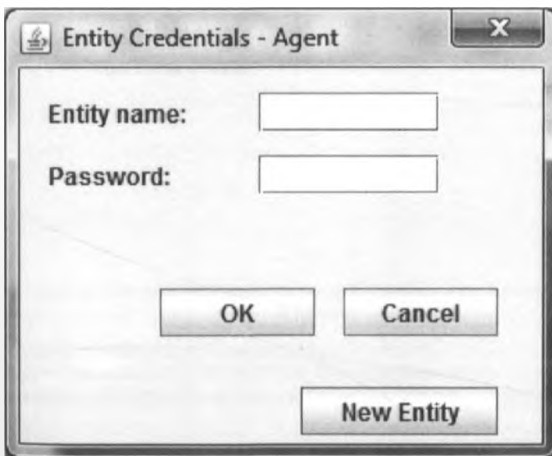 Entity Credentials - Agent
Entity name:
Password:
OK Cancel
New Entity